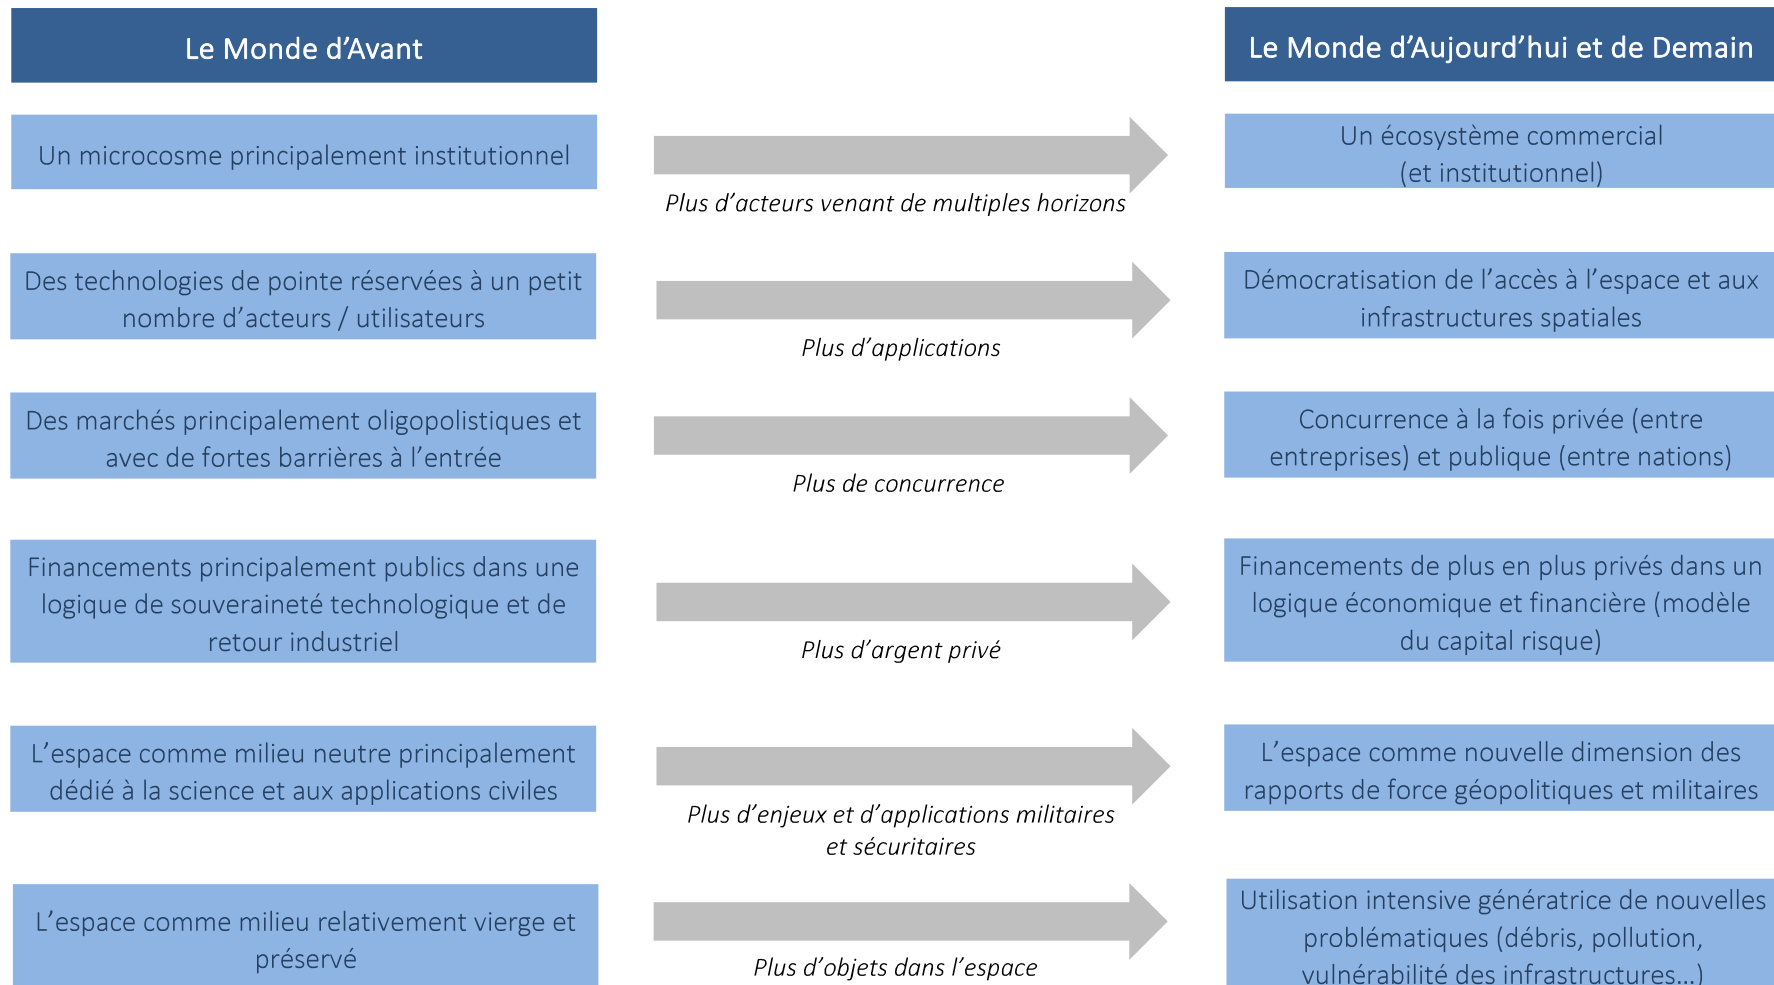 Le Monde d’Avant
Le Monde d’Aujourd’hui et de Demain
Un microcosme principalement institutionnel
Plus d’acteurs venant de multiples horizons
Un écosystème commercial
(et institutionnel)
Des technologies de pointe réservées à un petit
nombre d’acteurs / utilisateurs
Plus d’applications
Démocratisation de l’accès à l’espace et aux
infrastructures spatiales
Des marchés principalement oligopolistiques et
avec de fortes barrières à l’entrée
Plus de concurrence
Concurrence à la fois privée (entre
entreprises) et publique (entre nations)
Financements principalement publics dans une
logique de souveraineté technologique et de
retour industriel
Plus d’argent privé
Financements de plus en plus privés dans un
logique économique et financière (modèle
du capital risque)
L’espace comme milieu neutre principalement
dédié à la science et aux applications civiles
Plus d’enjeux et d’applications militaires
et sécuritaires
L’espace comme nouvelle dimension des
rapports de force géopolitiques et militaires
L’espace comme milieu relativement vierge et
préservé
Plus d’objets dans l’espace
Utilisation intensive génératrice de nouvelles
problématiques (débris, pollution,
vulnérabilité des infrastructures…)